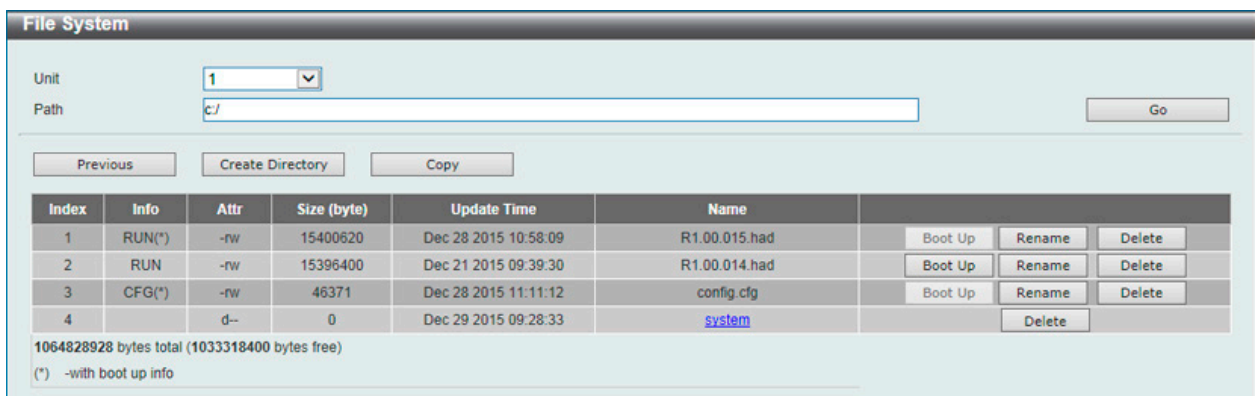 File System
Unit 1
Path c:/ Go
Previous Create Directory Copy
Index Info Attr Size (byte) Update Time Name
1 RUN(*) -rw 15400620 Dec 28 2015 10:58:09 R1.00.015.had Boot Up Rename Delete
2 RUN -rw 15396400 Dec 21 2015 09:39:30 R1.00.014.had Boot Up Rename Delete
3 CFG(*) -rw 46371 Dec 28 2015 11:11:12 config.cfg Boot Up Rename Delete
4 d-- 0 Dec 29 2015 09:28:33 system Delete
1064828928 bytes total (1033318400 bytes free)
(*) -with boot up info